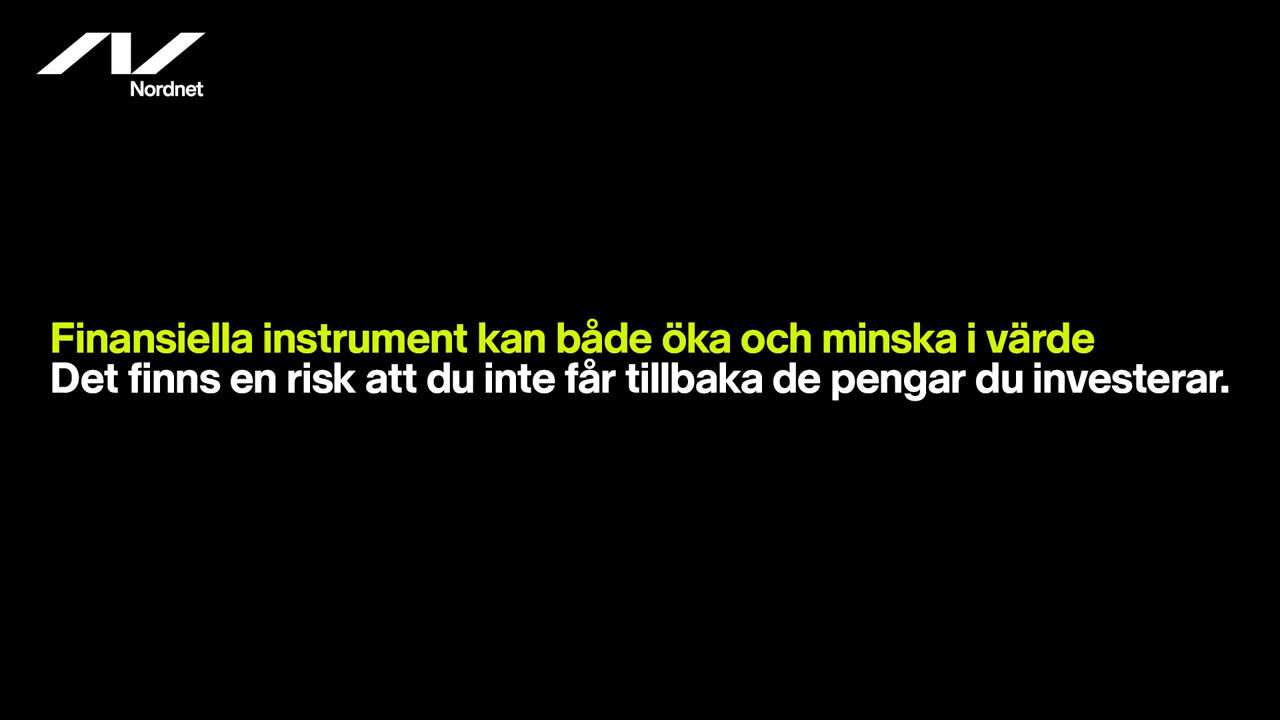 Nordnet
Finansiella instrument kan både öka och minska i värde
Det finns en risk att du inte får tillbaka de pengar du investerar.